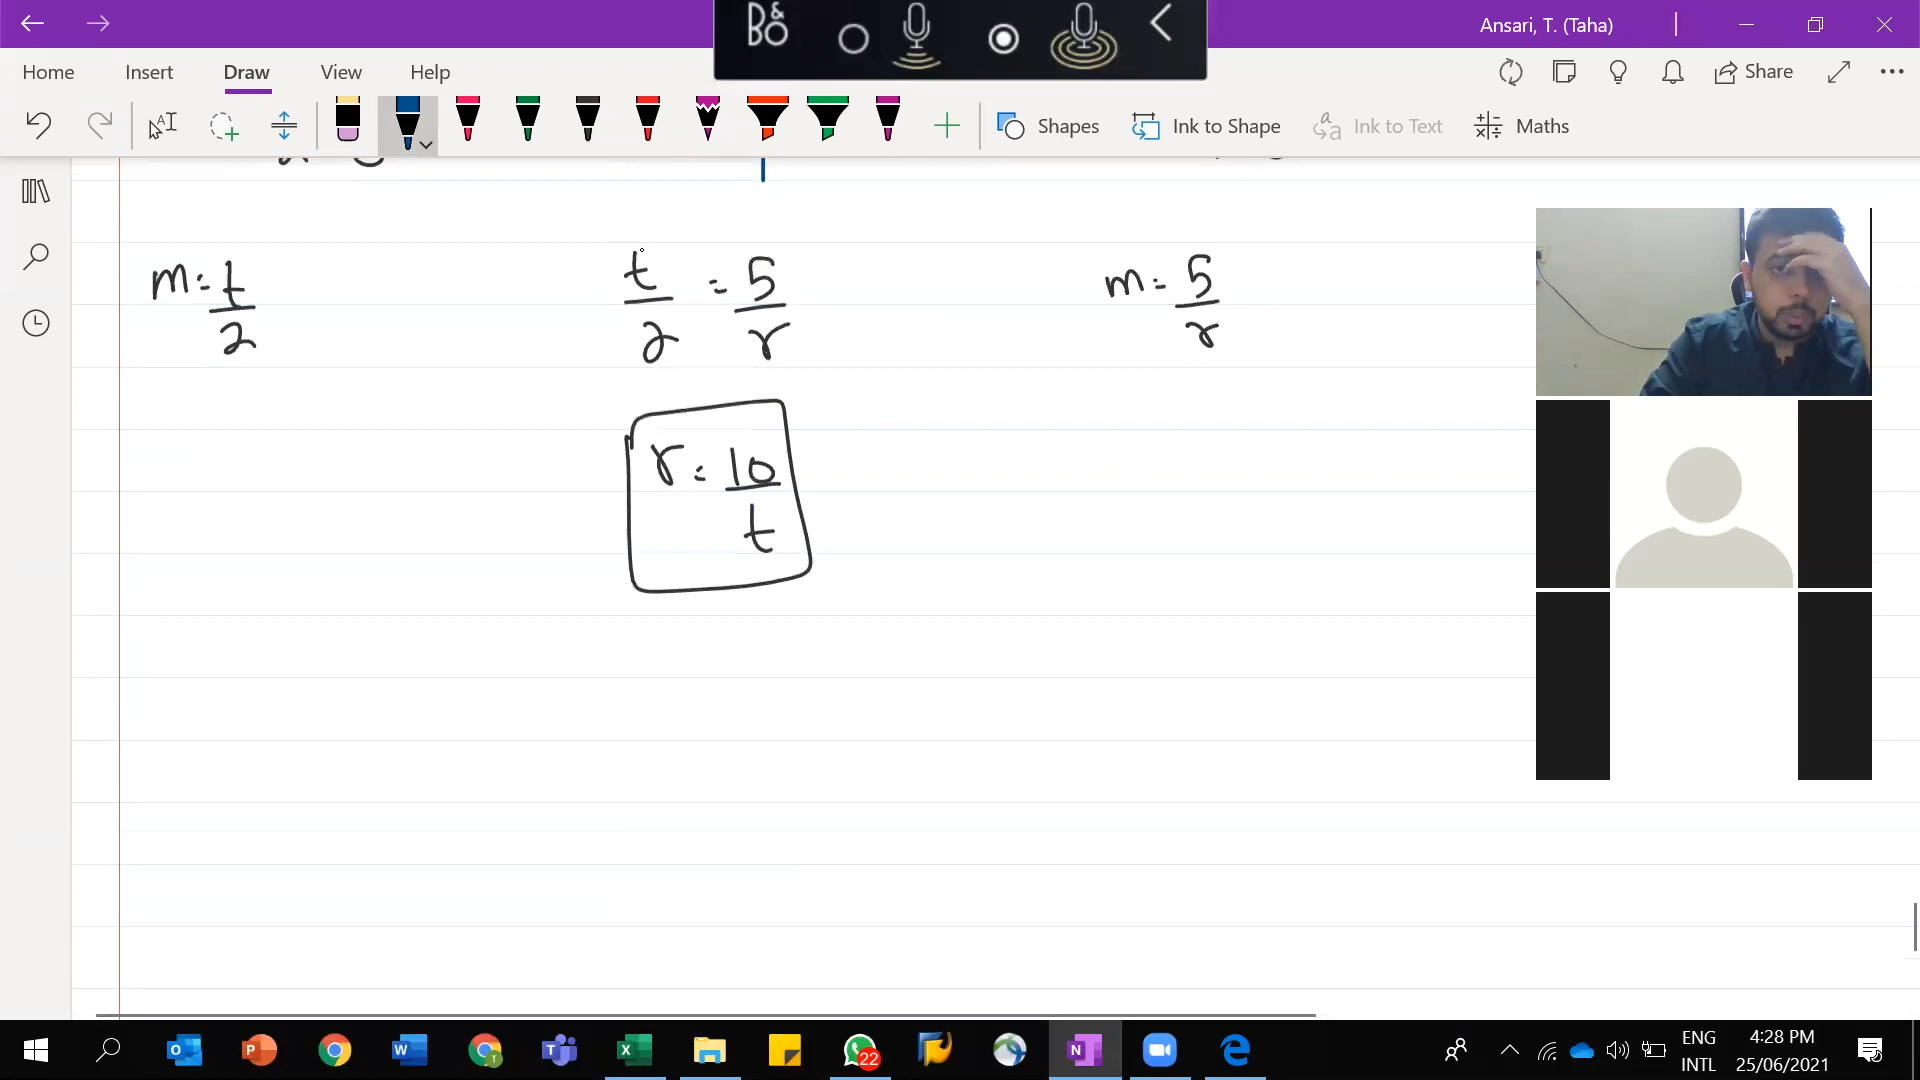 B&O
Ansari, T. (Taha)
Home Insert Draw View Help
Share
Shapes
Ink to Shape
Ink to Text
Maths
m = t/2
t/2 = 5/r
m = 5/r
r = 10/t
22
ENG
INTL
4:28 PM
25/06/2021